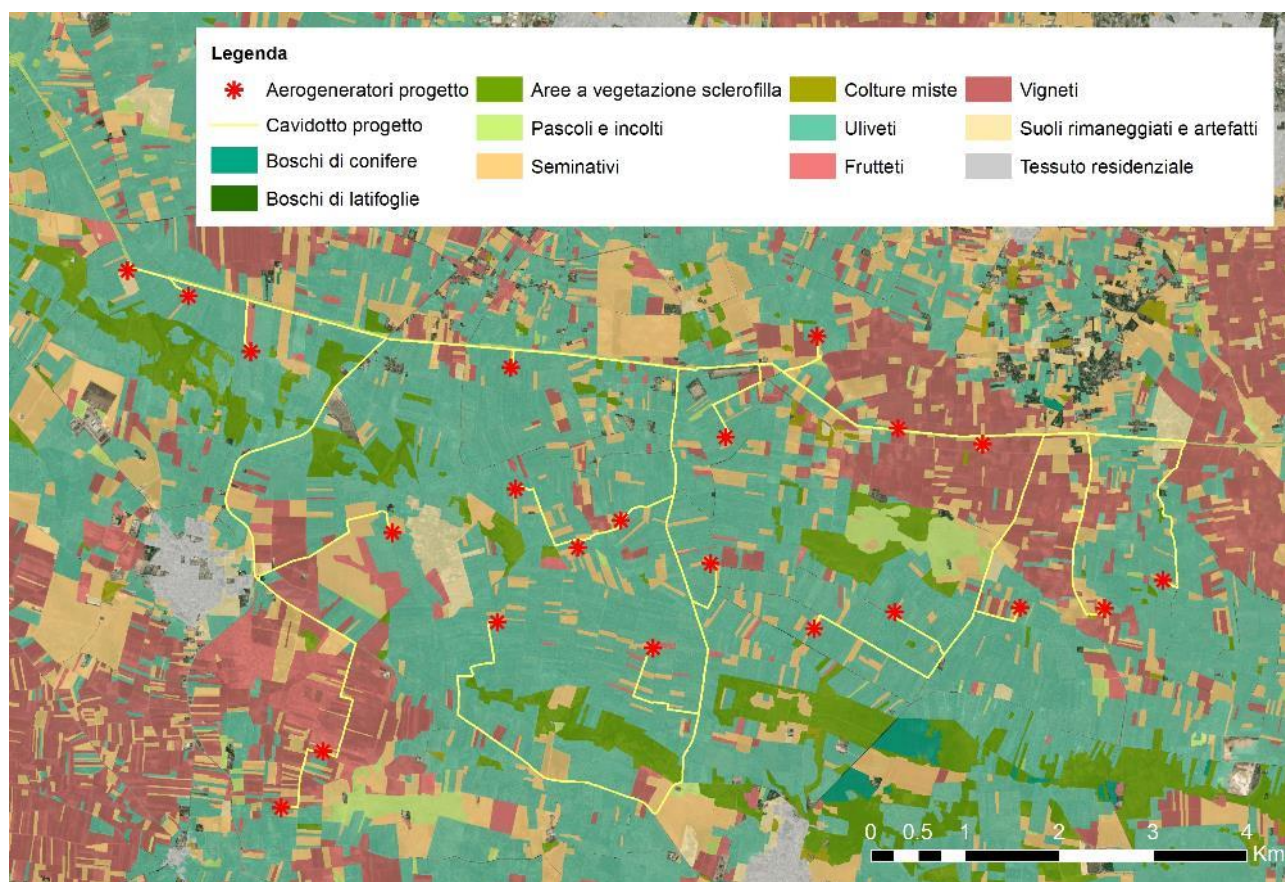 Legenda
Aerogeneratori progetto
Cavidotto progetto
Boschi di conifere
Boschi di latifoglie
Aree a vegetazione sclerofilla
Pascoli e incolti
Seminativi
Colture miste
Uliveti
Frutteti
Vigneti
Suoli rimaneggiati e artefatti
Tessuto residenziale
0 0.5 1 2 3 4
Km